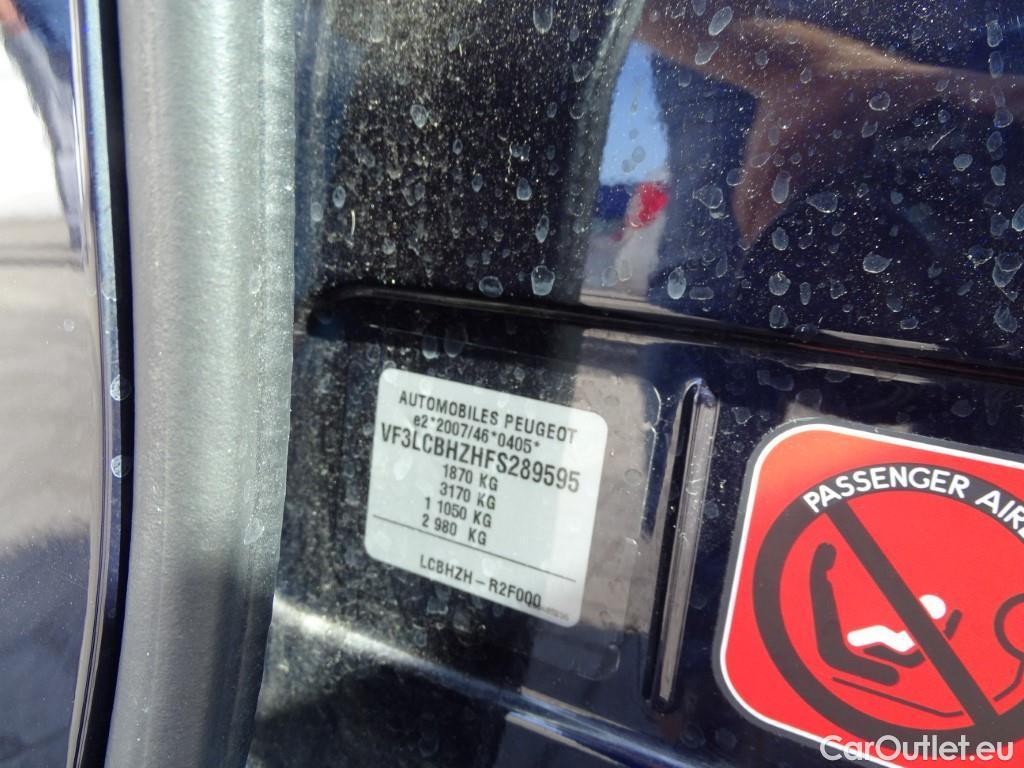 AUTOMOBILES PEUGEOT
e2*2007/46*0405*
VF3LCBHZHFS289595
1870 KG
3170 KG
1 1050 KG
2 980 KG
LCBHZH-R2F000
PASSENGER AIR
CarOutlet.eu